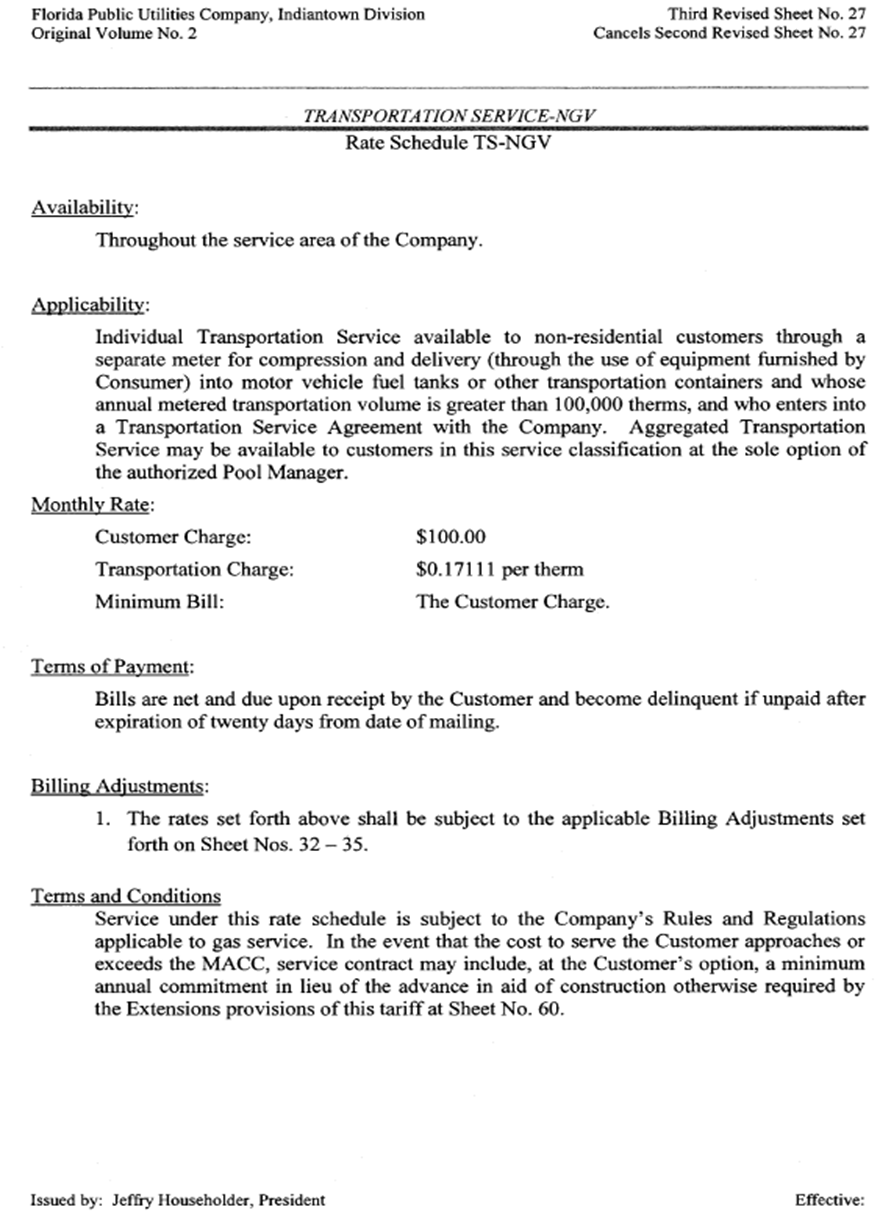 Florida Public Utilities Company, Indiantown Division
Third Revised Sheet No. 27
Original Volume No. 2
Cancels Second Revised Sheet No. 27
TRANSPORTATION SERVICE-NGV
Rate Schedule TS-NGV
Availability:
Throughout the service area of the Company.
Applicability:
Individual Transportation Service available to non-residential customers through a
separate meter for compression and delivery (through the use of equipment furnished by
Consumer) into motor vehicle fuel tanks or other transportation containers and whose
annual metered transportation volume is greater than 100,000 therms, and who enters into
a Transportation Service Agreement with the Company. Aggregated Transportation
Service may be available to customers in this service classification at the sole option of
the authorized Pool Manager.
Monthly Rate:
Customer Charge: $100.00
Transportation Charge: $0.17111 per therm
Minimum Bill: The Customer Charge.
Terms of Payment:
Bills are net and due upon receipt by the Customer and become delinquent if unpaid after
expiration of twenty days from date of mailing.
Billing Adjustments:
1. The rates set forth above shall be subject to the applicable Billing Adjustments set
forth on Sheet Nos. 32 – 35.
Terms and Conditions
Service under this rate schedule is subject to the Company's Rules and Regulations
applicable to gas service. In the event that the cost to serve the Customer approaches or
exceeds the MACC, service contract may include, at the Customer's option, a minimum
annual commitment in lieu of the advance in aid of construction otherwise required by
the Extensions provisions of this tariff at Sheet No. 60.
Issued by: Jeffry Householder, President
Effective: